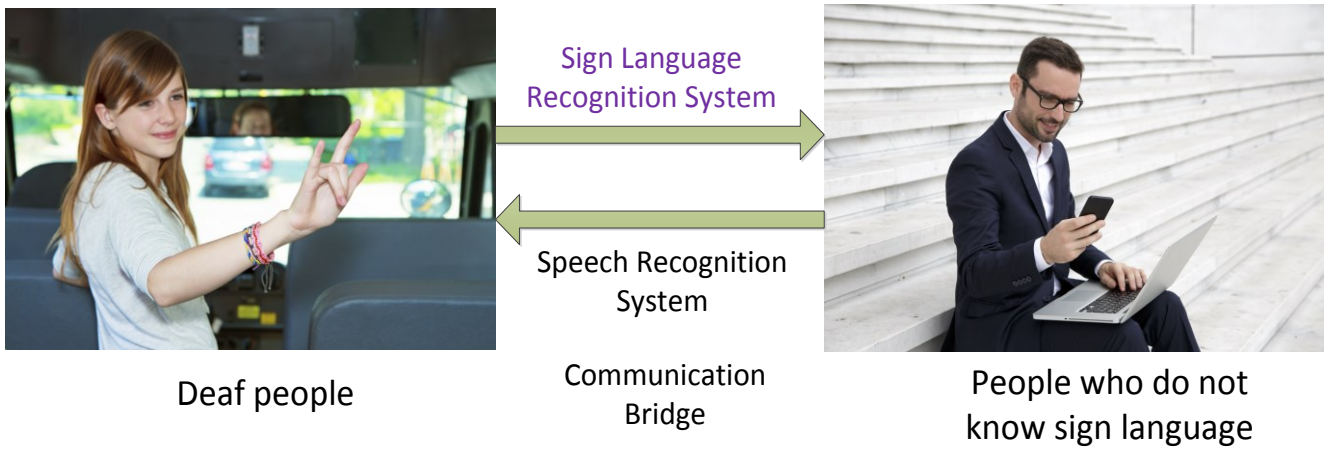 Sign Language
Recognition System
Speech Recognition
System
Communication
Bridge
Deaf people
People who do not
know sign language